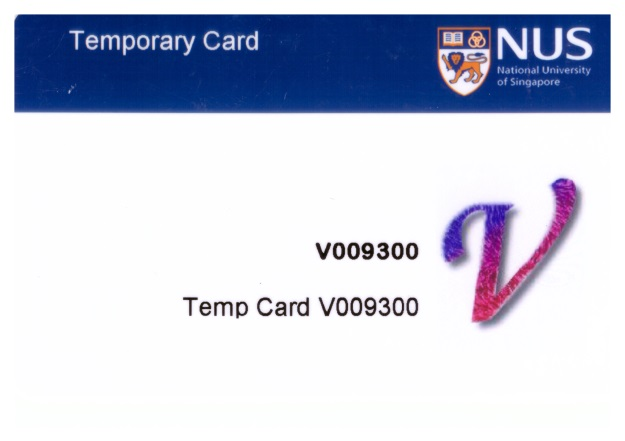 Temporary Card
NUS
National University
of Singapore
V
V009300
Temp Card V009300